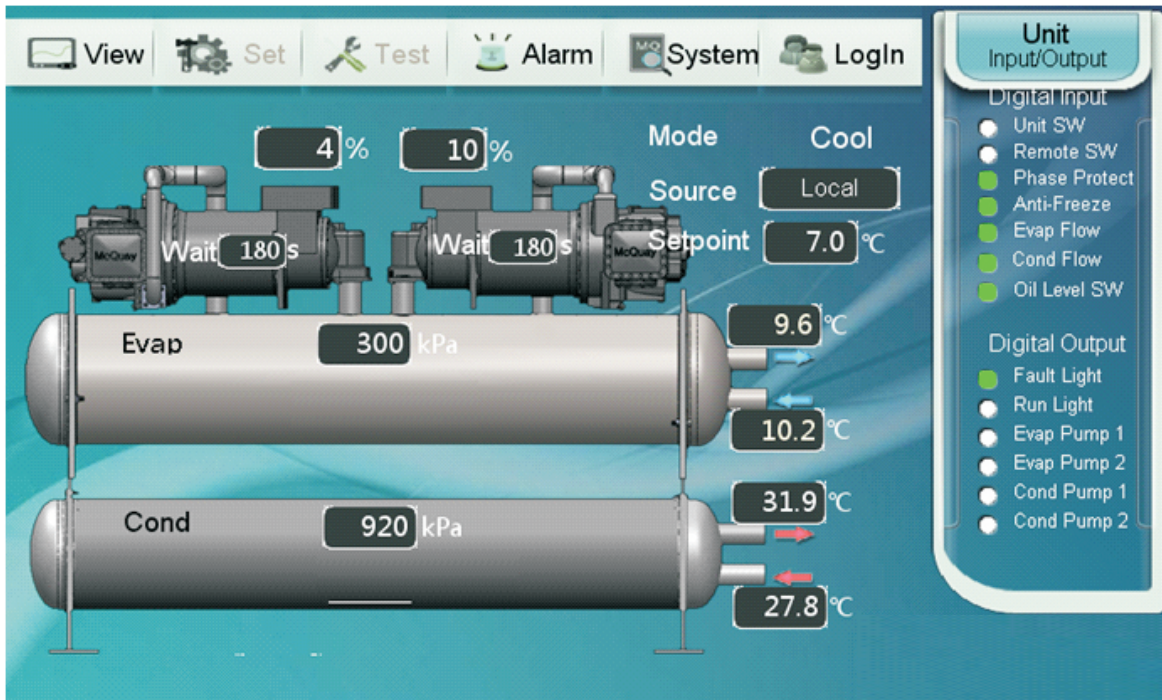 View Set Test Alarm System LogIn
Unit
Input/Output
Digital Input
Unit SW
Remote SW
Phase Protect
Anti-Freeze
Evap Flow
Cond Flow
Oil Level SW
Digital Output
Fault Light
Run Light
Evap Pump 1
Evap Pump 2
Cond Pump 1
Cond Pump 2
4 % 10 %
Mode Cool
Source Local
Setpoint 7.0 ℃
McQuay Wait 180 s Wait 180 s McQuay
Evap 300 kPa
9.6 ℃
10.2 ℃
Cond 920 kPa
31.9 ℃
27.8 ℃